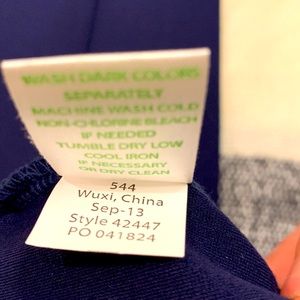 WASH DARK COLORS
SEPARATELY
MACHINE WASH COLD
NON-CHLORINE BLEACH
IF NEEDED
TUMBLE DRY LOW
COOL IRON
IF NECESSARY
OR DRY CLEAN
544
Wuxi, China
Sep-13
Style 42447
PO 041824